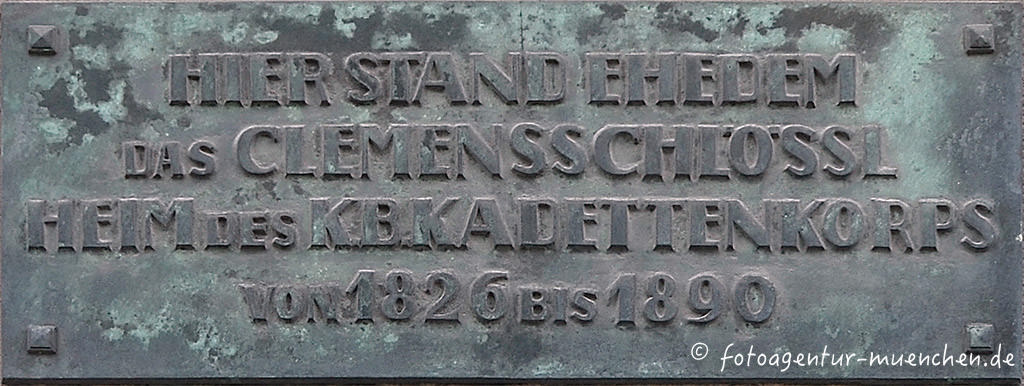 HIER STAND EHEDEM
DAS CLEMENSSCHLÖSSL
HEIM DES K.B.KADETTENKORPS
VON 1826 BIS 1890
© fotoagentur-muenchen.de